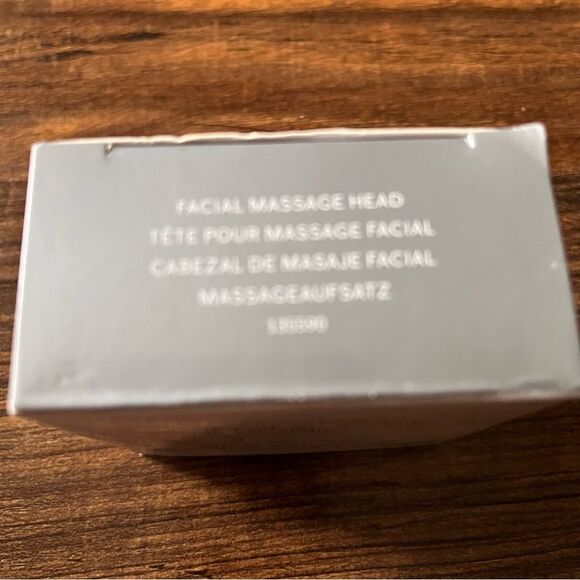 FACIAL MASSAGE HEAD
TÊTE POUR MASSAGE FACIAL
CABEZAL DE MASAJE FACIAL
MASSAGEAUFSATZ